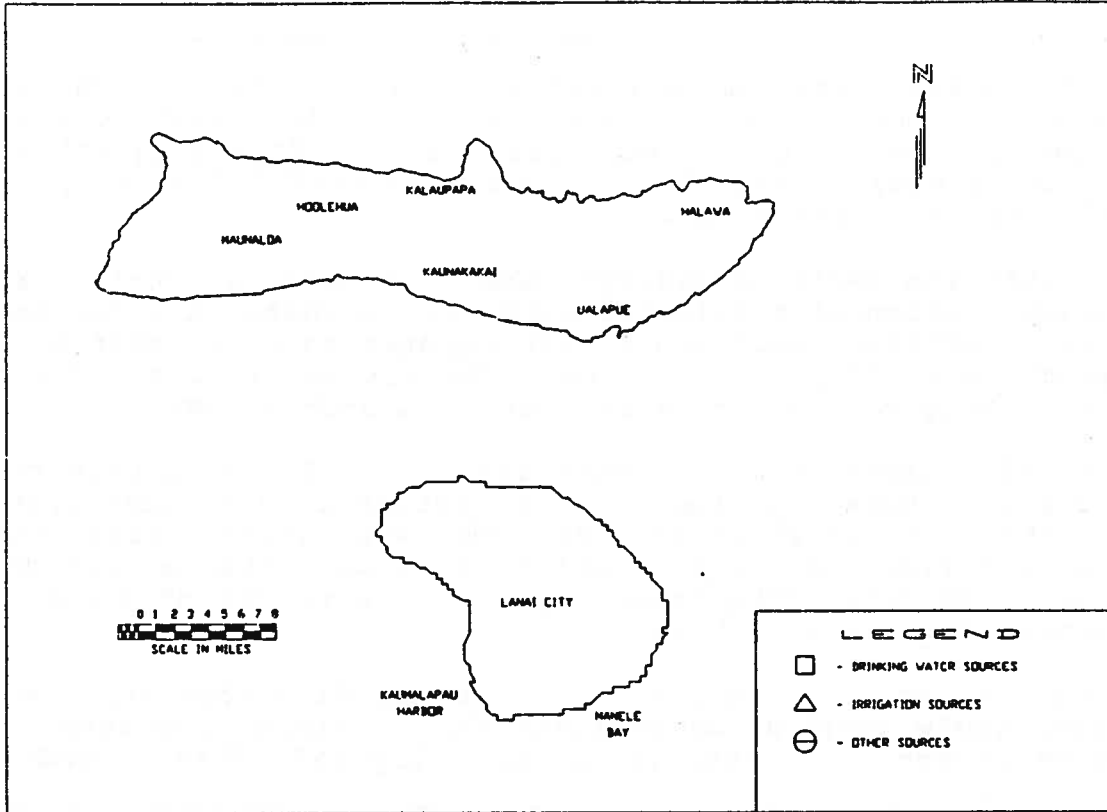 N
KALAUPAPA
HOOLEHUA
HALAWA
MAUNALOA
KAUNAKAKAI
UALAPUE
LANAI CITY
0 1 2 3 4 5 6 7 8
SCALE IN MILES
KAUMALAPAU
HARBOR
MANELE
BAY
LEGEND
- DRINKING WATER SOURCES
- IRRIGATION SOURCES
- OTHER SOURCES